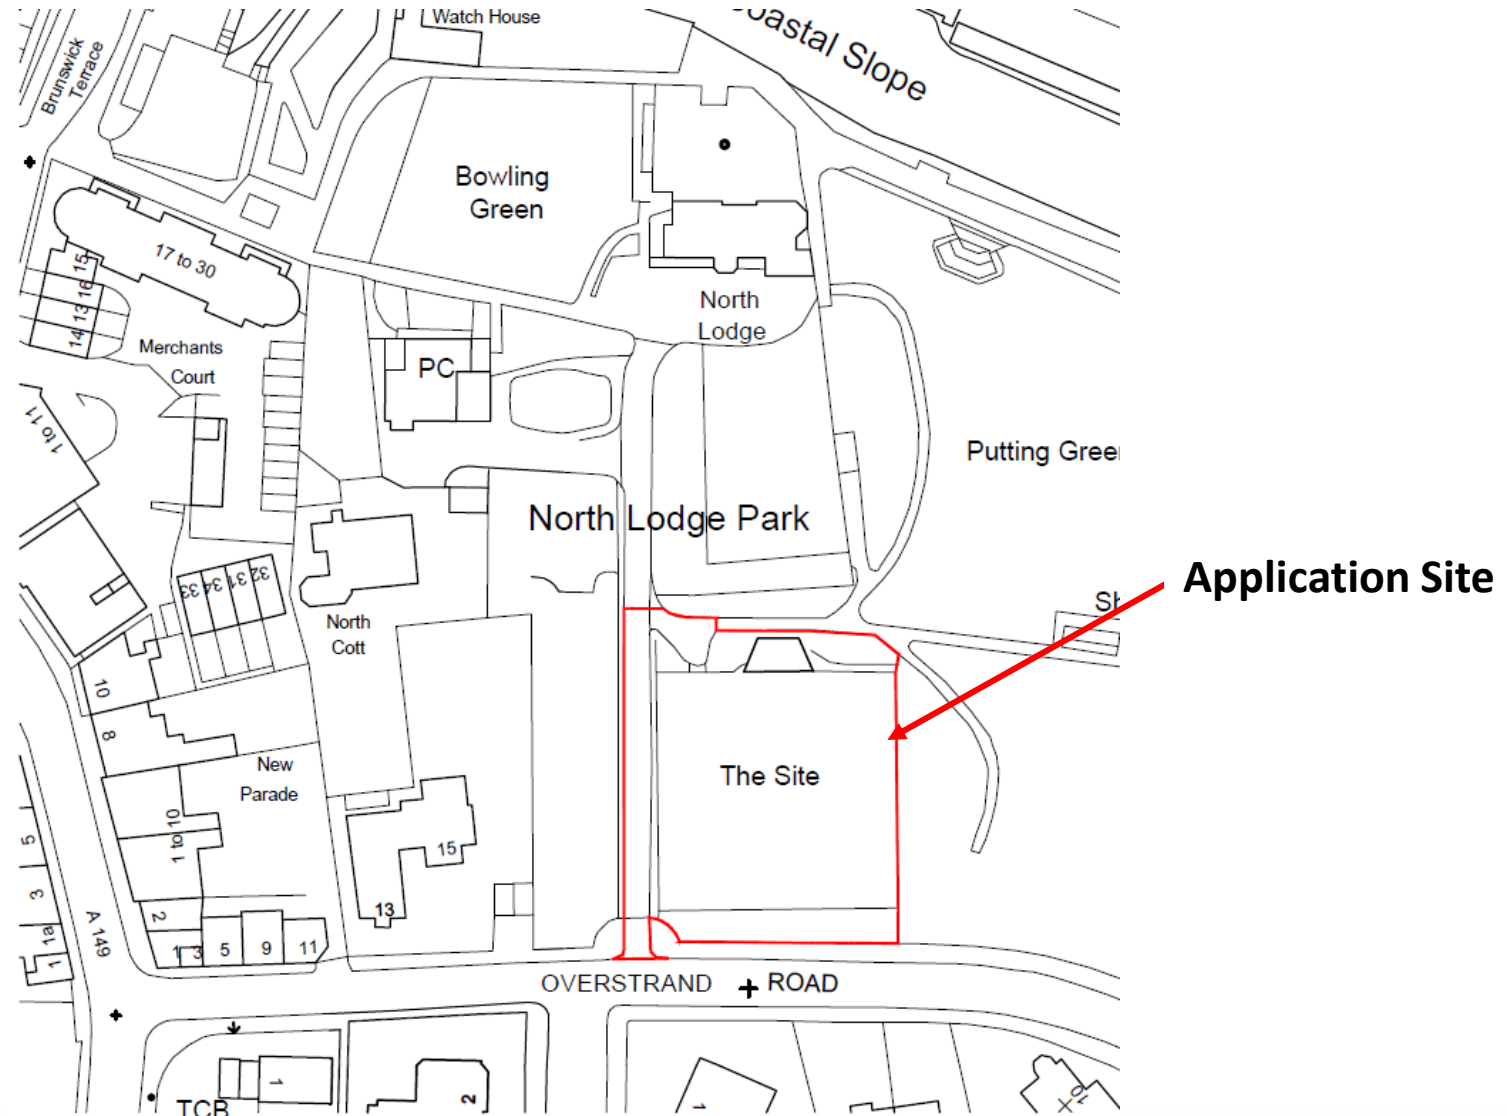 Watch House
Coastal Slope
Brunswick
Terrace
Bowling
Green
17 to 30
15
16
13
14
North
Lodge
Merchants
Court
PC
1 to 11
Putting Green
North Lodge Park
Application Site
33 34 31 32
North
Cott
10
8
New
Parade
The Site
1 to 10
15
5
3
1a
1
A 149
13
2
1 3 5 9 11
OVERSTRAND ROAD
1
2
1
10
TCB